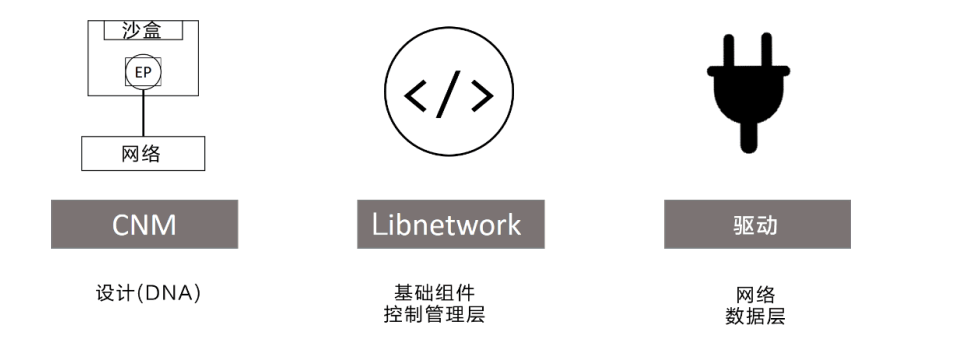 沙盒
EP
</>
网络
CNM
Libnetwork
驱动
设计(DNA)
基础组件
控制管理层
网络
数据层